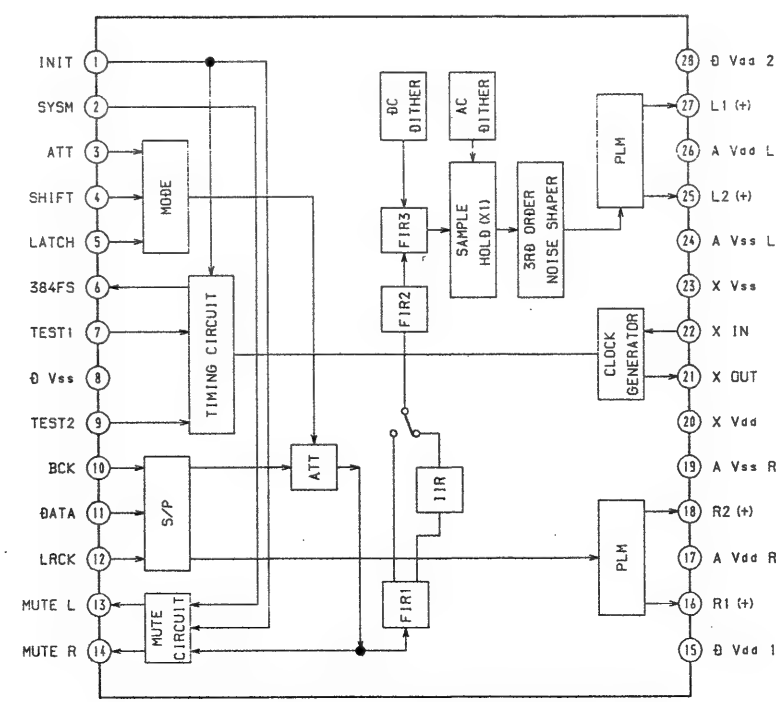 INIT 1
SYSM 2
ATT 3
SHIFT 4
LATCH 5
384FS 6
TEST1 7
D Vss 8
TEST2 9
BCK 10
DATA 11
LRCK 12
MUTE L 13
MUTE R 14
MODE
TIMING CIRCUIT
S/P
MUTE
CIRCUIT
ATT
DC
DITHER
AC
DITHER
FIR3
FIR2
SAMPLE
HOLD (X1)
3RD ORDER
NOISE SHAPER
IIR
FIR1
PLM
CLOCK
GENERATOR
PLM
28 D Vdd 2
27 L1 (+)
26 A Vdd L
25 L2 (+)
24 A Vss L
23 X Vss
22 X IN
21 X OUT
20 X Vdd
19 A Vss R
18 R2 (+)
17 A Vdd R
16 R1 (+)
15 D Vdd 1